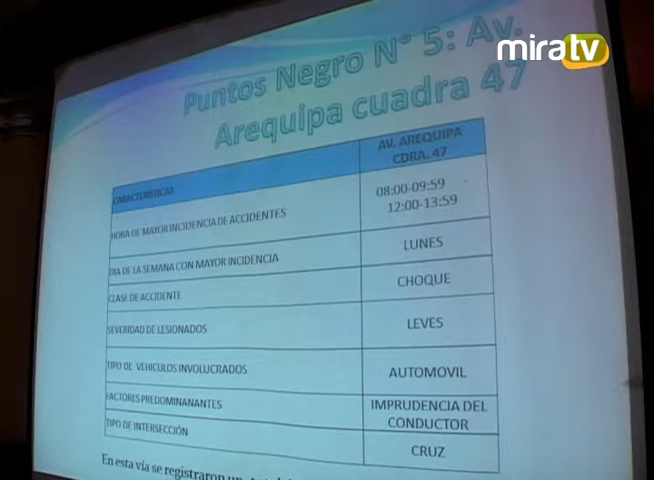 miratv
Puntos Negro N° 5: Av.
Arequipa cuadra 47
CARACTERISTICAS
AV. AREQUIPA
CDRA. 47
HORA DE MAYOR INCIDENCIA DE ACCIDENTES
08:00-09:59
12:00-13:59
DIA DE LA SEMANA CON MAYOR INCIDENCIA
LUNES
CLASE DE ACCIDENTE
CHOQUE
SEVERIDAD DE LESIONADOS
LEVES
TIPO DE VEHICULOS INVOLUCRADOS
AUTOMOVIL
FACTORES PREDOMINANANTES
IMPRUDENCIA DEL
CONDUCTOR
TIPO DE INTERSECCIÓN
CRUZ
En esta vía se registraron un